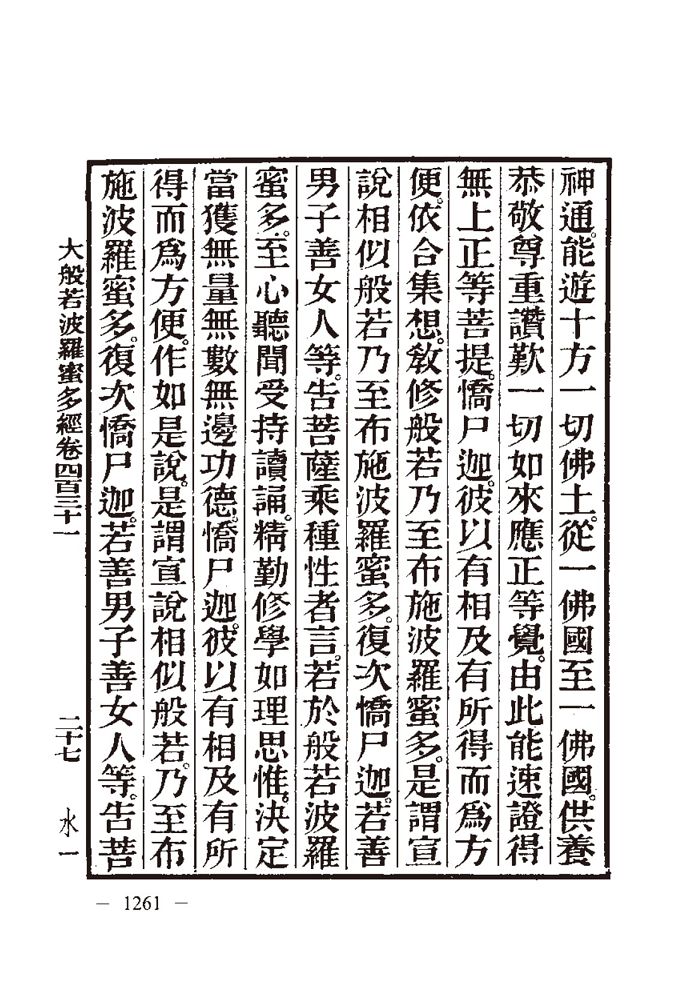 神通。能遊十方一切佛土。從一佛國至一佛國。供養
恭敬尊重讚歎一切如來應正等覺。由此能速證得
無上正等菩提。憍尸迦。彼以有相及有所得而爲方
便。依合集想。敎修般若乃至布施波羅蜜多。是謂宣
說相似般若乃至布施波羅蜜多。復次憍尸迦。若善
男子善女人等。告菩薩乘種性者言。若於般若波羅
蜜多。至心聽聞受持讀誦。精勤修學如理思惟。決定
當獲無量無數無邊功德。憍尸迦。彼以有相及有所
得而爲方便。作如是說。是謂宣說相似般若。乃至布
施波羅蜜多。復次憍尸迦。若善男子善女人等。告菩
大般若波羅蜜多經卷四百三十一 二十七 水一
— 1261 —